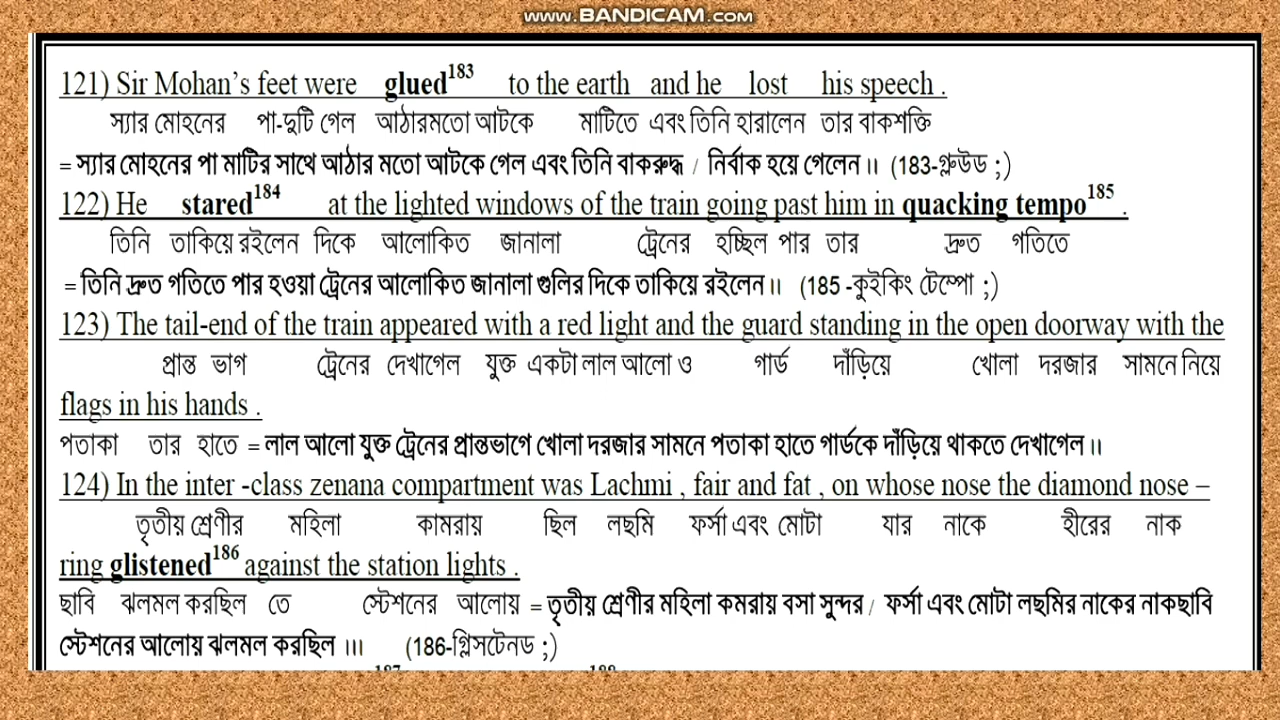 www.BANDICAM.com
121) Sir Mohan’s feet were glued183 to the earth and he lost his speech .
স্যার মোহনের পা-দুটি গেল আঠারমতো আটকে মাটিতে এবং তিনি হারালেন তার বাকশক্তি
= স্যার মোহনের পা মাটির সাথে আঠার মতো আটকে গেল এবং তিনি বাকরুদ্ধ / নির্বাক হয়ে গেলেন।। (183-গ্লুউড ;)
122) He stared184 at the lighted windows of the train going past him in quacking tempo185 .
তিনি তাকিয়ে রইলেন দিকে আলোকিত জানালা ট্রেনের হচ্ছিল পার তার দ্রুত গতিতে
= তিনি দ্রুত গতিতে পার হওয়া ট্রেনের আলোকিত জানালা গুলির দিকে তাকিয়ে রইলেন।। (185 -কুইকিং টেম্পো ;)
123) The tail-end of the train appeared with a red light and the guard standing in the open doorway with the
প্রান্ত ভাগ ট্রেনের দেখাগেল যুক্ত একটা লাল আলো ও গার্ড দাঁড়িয়ে খোলা দরজার সামনে নিয়ে
flags in his hands .
পতাকা তার হাতে = লাল আলো যুক্ত ট্রেনের প্রান্তভাগে খোলা দরজার সামনে পতাকা হাতে গার্ডকে দাঁড়িয়ে থাকতে দেখাগেল।।
124) In the inter -class zenana compartment was Lachmi , fair and fat , on whose nose the diamond nose –
তৃতীয় শ্রেণীর মহিলা কামরায় ছিল লছমি ফর্সা এবং মোটা যার নাকে হীরের নাক
ring glistened186 against the station lights .
ছাবি ঝলমল করছিল তে স্টেশনের আলোয় = তৃতীয় শ্রেণীর মহিলা কমরায় বসা সুন্দর / ফর্সা এবং মোটা লছমির নাকের নাকছাবি
স্টেশনের আলোয় ঝলমল করছিল ।।। (186-গ্লিসটেনড ;)